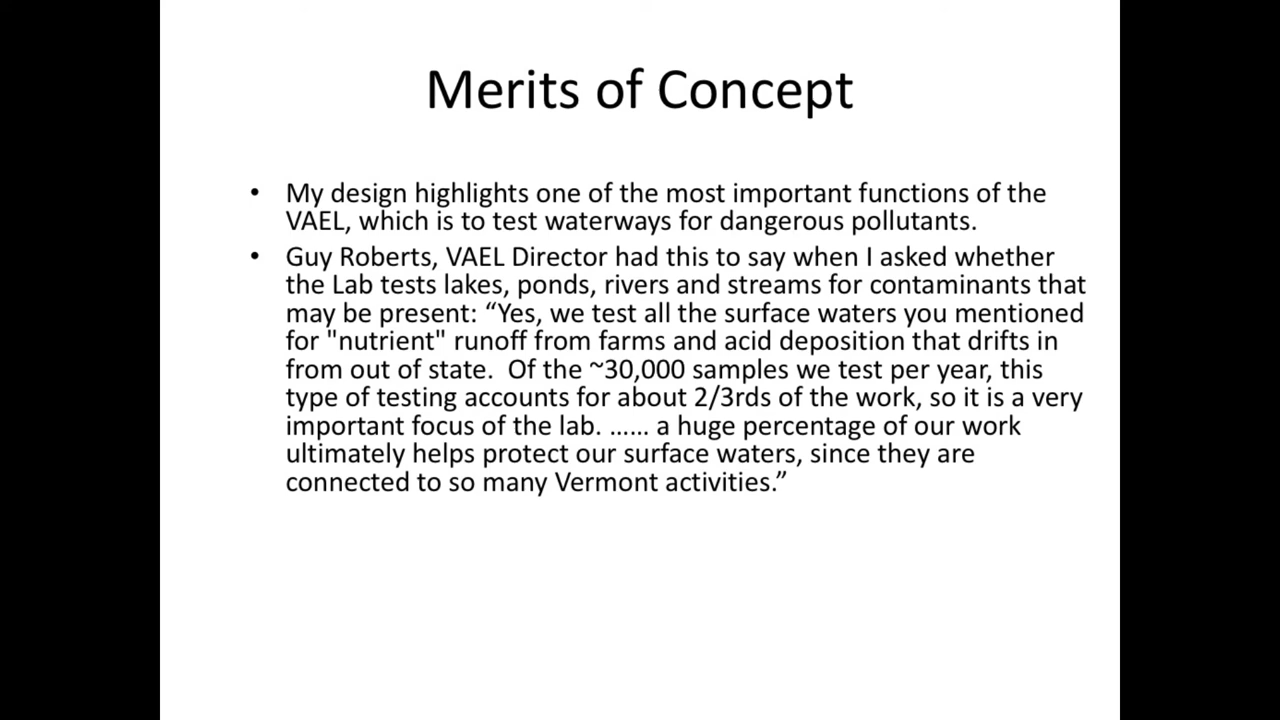 Merits of Concept
• My design highlights one of the most important functions of the
VAEL, which is to test waterways for dangerous pollutants.
• Guy Roberts, VAEL Director had this to say when I asked whether
the Lab tests lakes, ponds, rivers and streams for contaminants that
may be present: “Yes, we test all the surface waters you mentioned
for "nutrient" runoff from farms and acid deposition that drifts in
from out of state.  Of the ~30,000 samples we test per year, this
type of testing accounts for about 2/3rds of the work, so it is a very
important focus of the lab. …… a huge percentage of our work
ultimately helps protect our surface waters, since they are
connected to so many Vermont activities.”